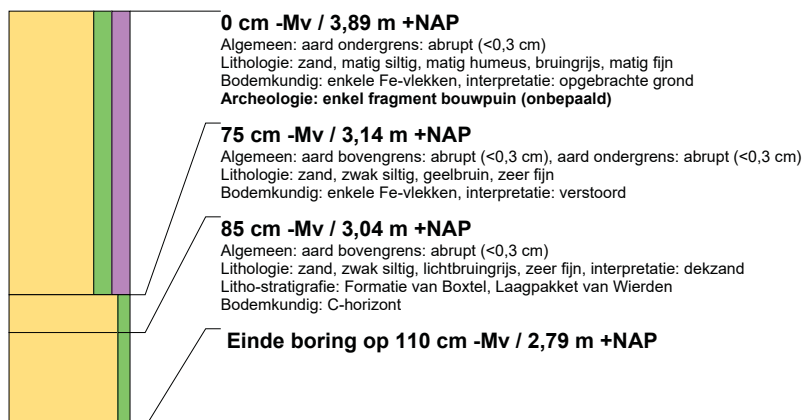 0 cm -Mv / 3,89 m +NAP
Algemeen: aard ondergrens: abrupt (<0,3 cm)
Lithologie: zand, matig siltig, matig humeus, bruingrijs, matig fijn
Bodemkundig: enkele Fe-vlekken, interpretatie: opgebrachte grond
Archeologie: enkel fragment bouwpuin (onbepaald)
75 cm -Mv / 3,14 m +NAP
Algemeen: aard bovengrens: abrupt (<0,3 cm), aard ondergrens: abrupt (<0,3 cm)
Lithologie: zand, zwak siltig, geelbruin, zeer fijn
Bodemkundig: enkele Fe-vlekken, interpretatie: verstoord
85 cm -Mv / 3,04 m +NAP
Algemeen: aard bovengrens: abrupt (<0,3 cm)
Lithologie: zand, zwak siltig, lichtbruingrijs, zeer fijn, interpretatie: dekzand
Litho-stratigrafie: Formatie van Boxtel, Laagpakket van Wierden
Bodemkundig: C-horizont
Einde boring op 110 cm -Mv / 2,79 m +NAP